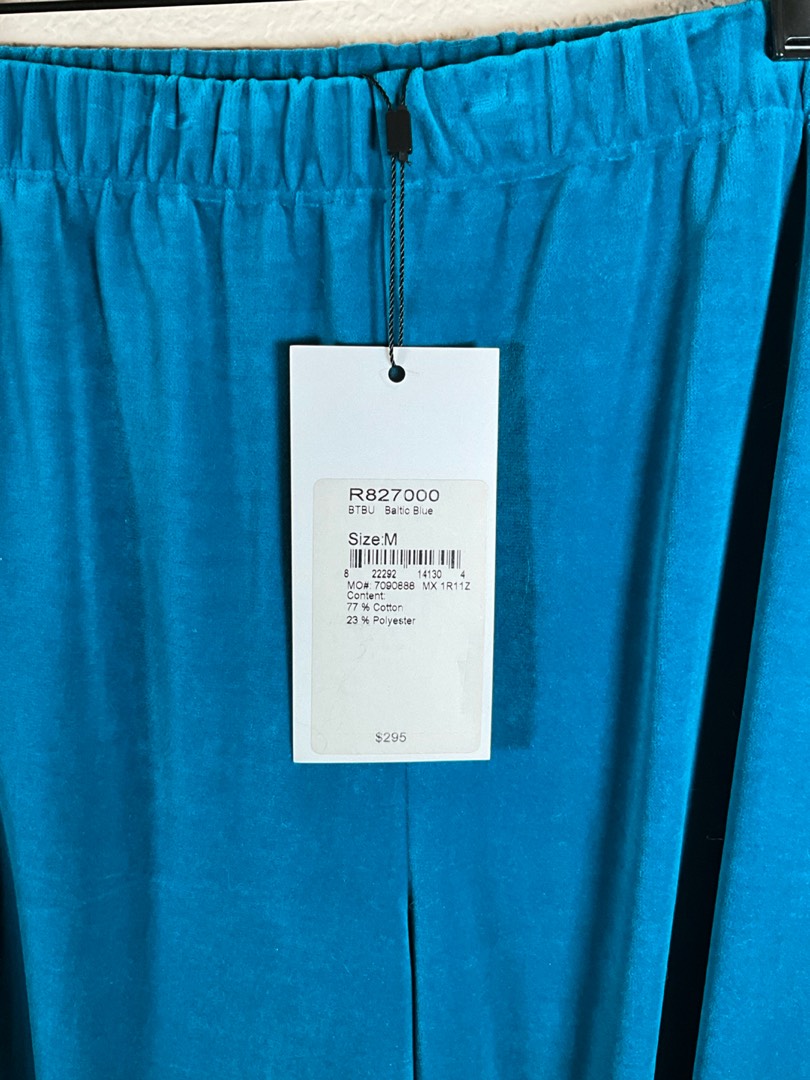 R827000
BTBU Baltic Blue
Size:M
8 22292 14130 4
MO#: 7090888 MX 1R11Z
Content:
77 % Cotton
23 % Polyester
$295